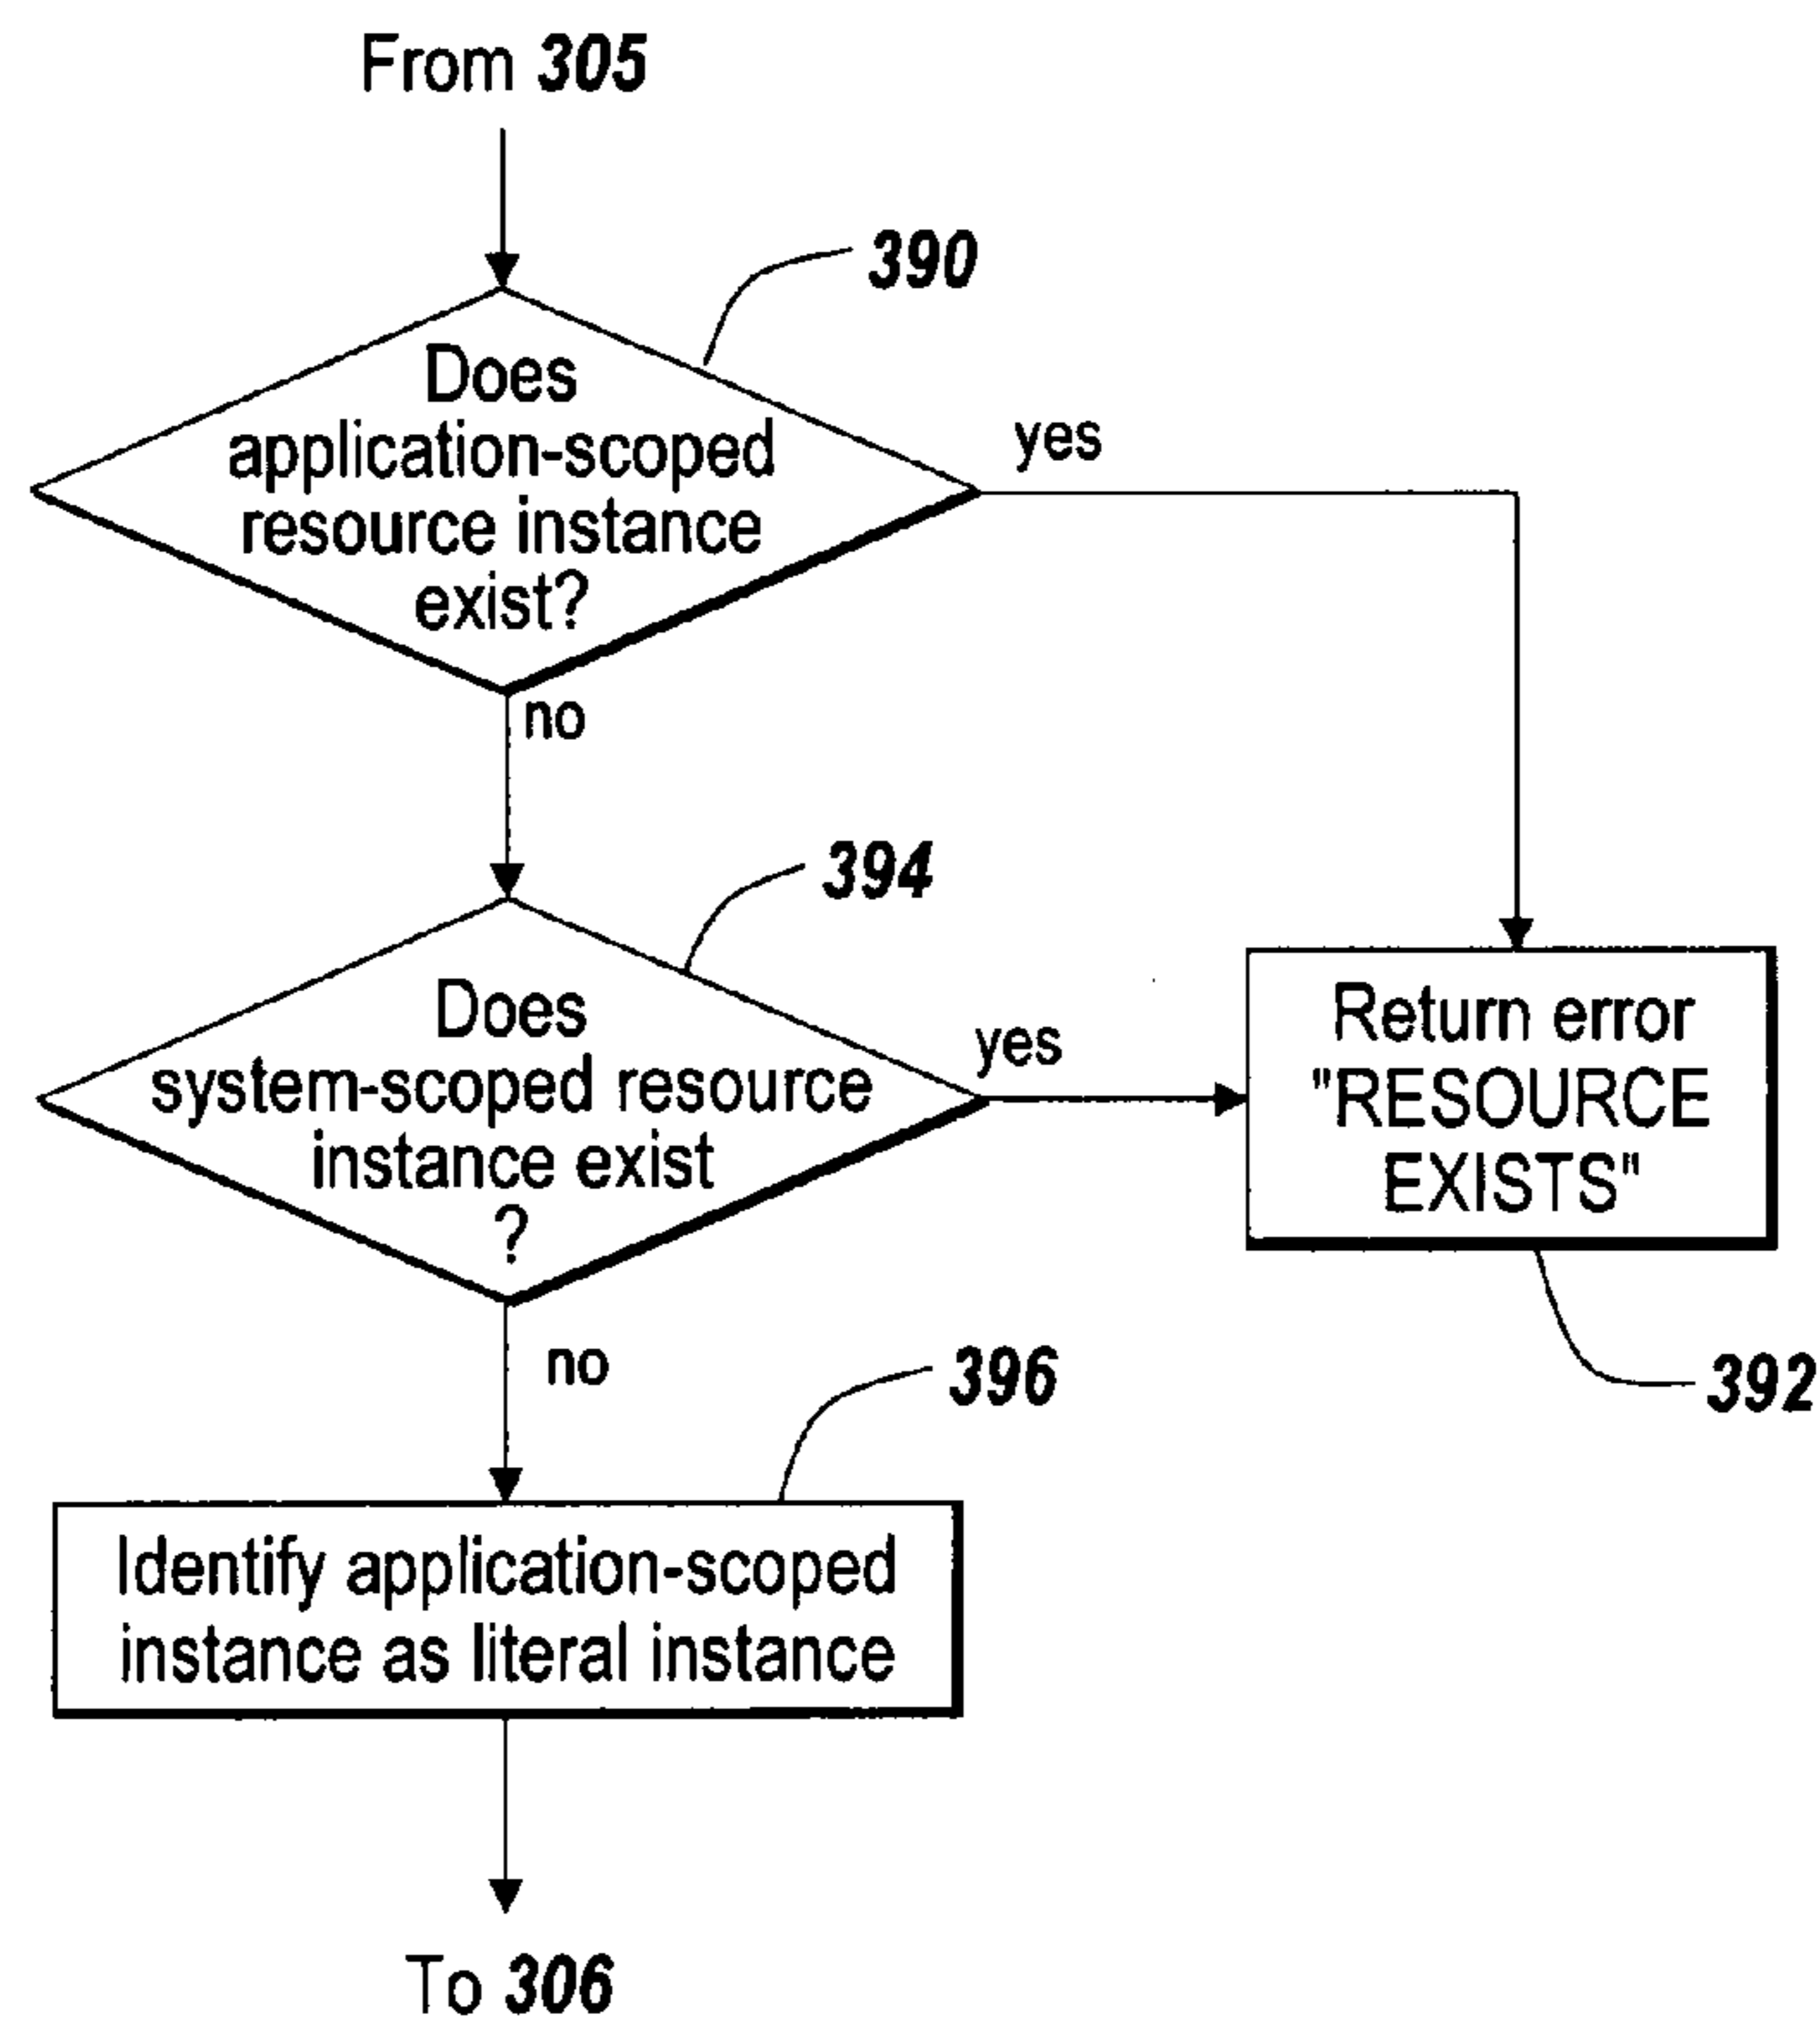 From 305
390
Does
application-scoped
resource instance
exist?
yes
no
394
Does
system-scoped resource
instance exist
?
yes
Return error
"RESOURCE
EXISTS"
392
no
396
Identify application-scoped
instance as literal instance
To 306